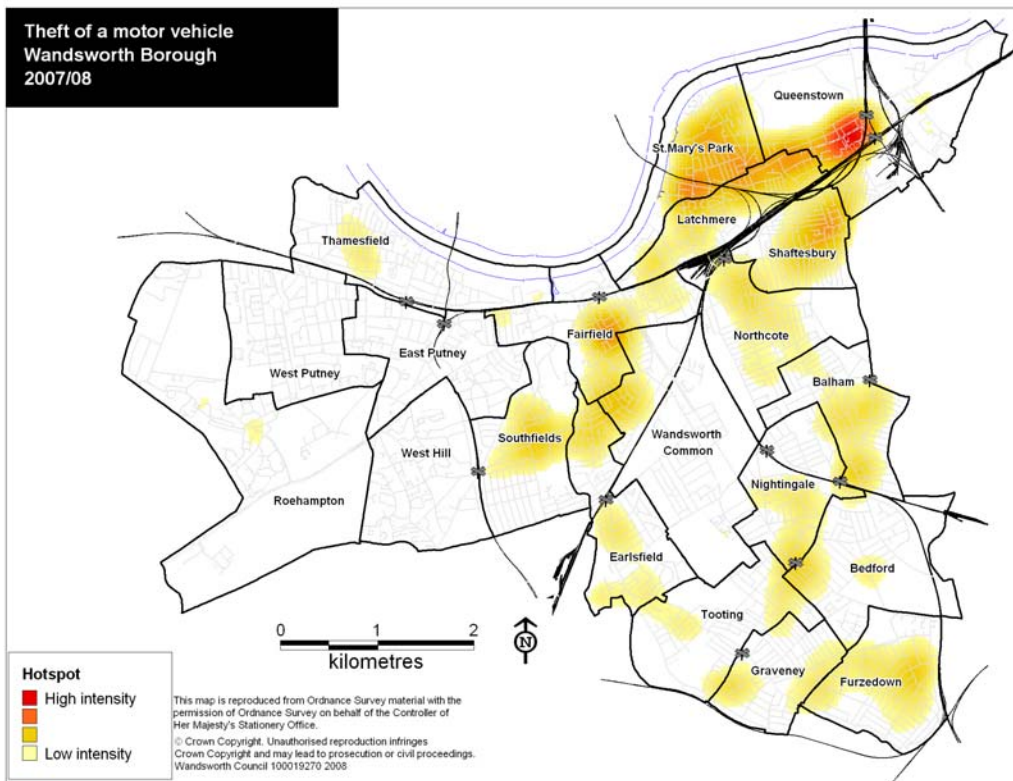 Theft of a motor vehicle
Wandsworth Borough
2007/08
Queenstown
St.Mary's Park
Latchmere
Thamesfield
Shaftesbury
Fairfield
Northcote
East Putney
West Putney
Balham
Southfields
West Hill
Wandsworth
Common
Nightingale
Roehampton
Earlsfield
Bedford
Tooting
Graveney
Furzedown
0 1 2
kilometres
N
Hotspot
High intensity
Low intensity
This map is reproduced from Ordnance Survey material with the
permission of Ordnance Survey on behalf of the Controller of
Her Majesty's Stationery Office.
© Crown Copyright. Unauthorised reproduction infringes
Crown Copyright and may lead to prosecution or civil proceedings.
Wandsworth Council 100019270 2008